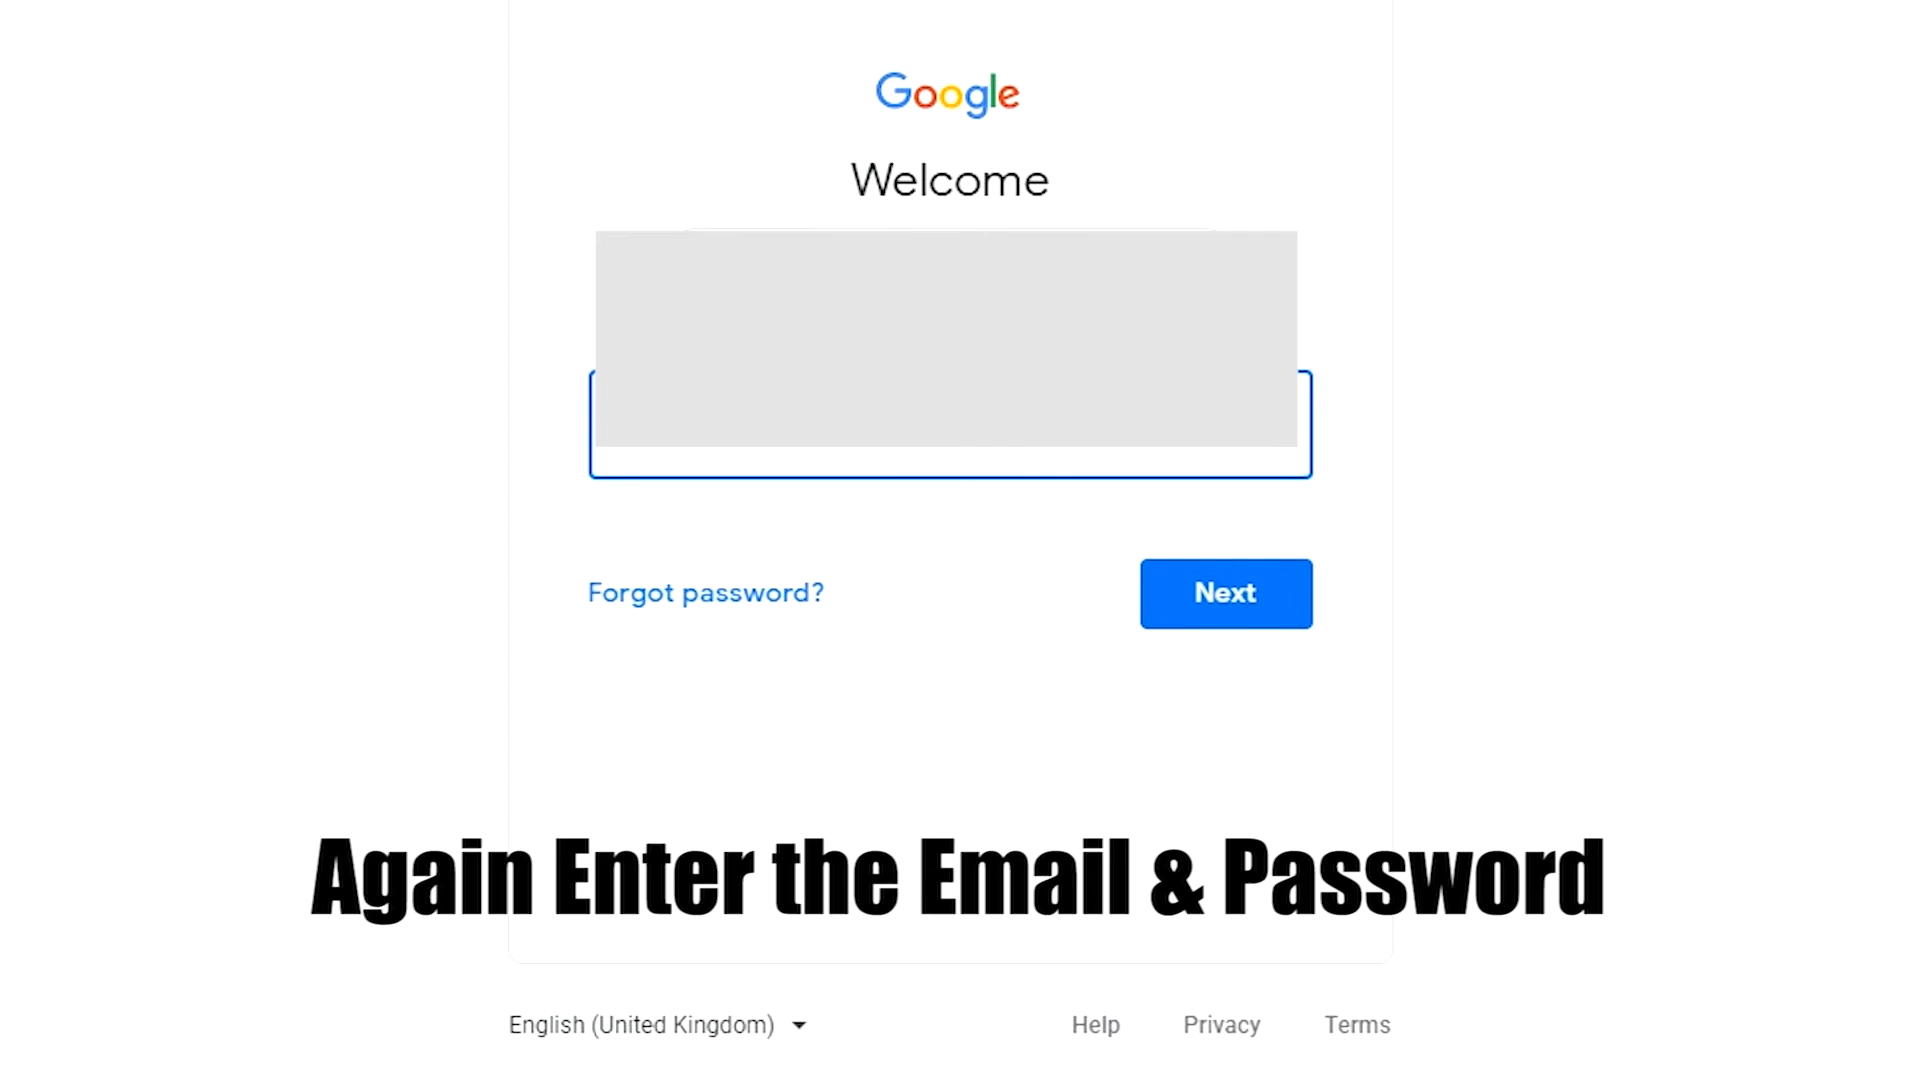 Google
Welcome
Forgot password?
Next
Again Enter the Email & Password
English (United Kingdom)
Help
Privacy
Terms